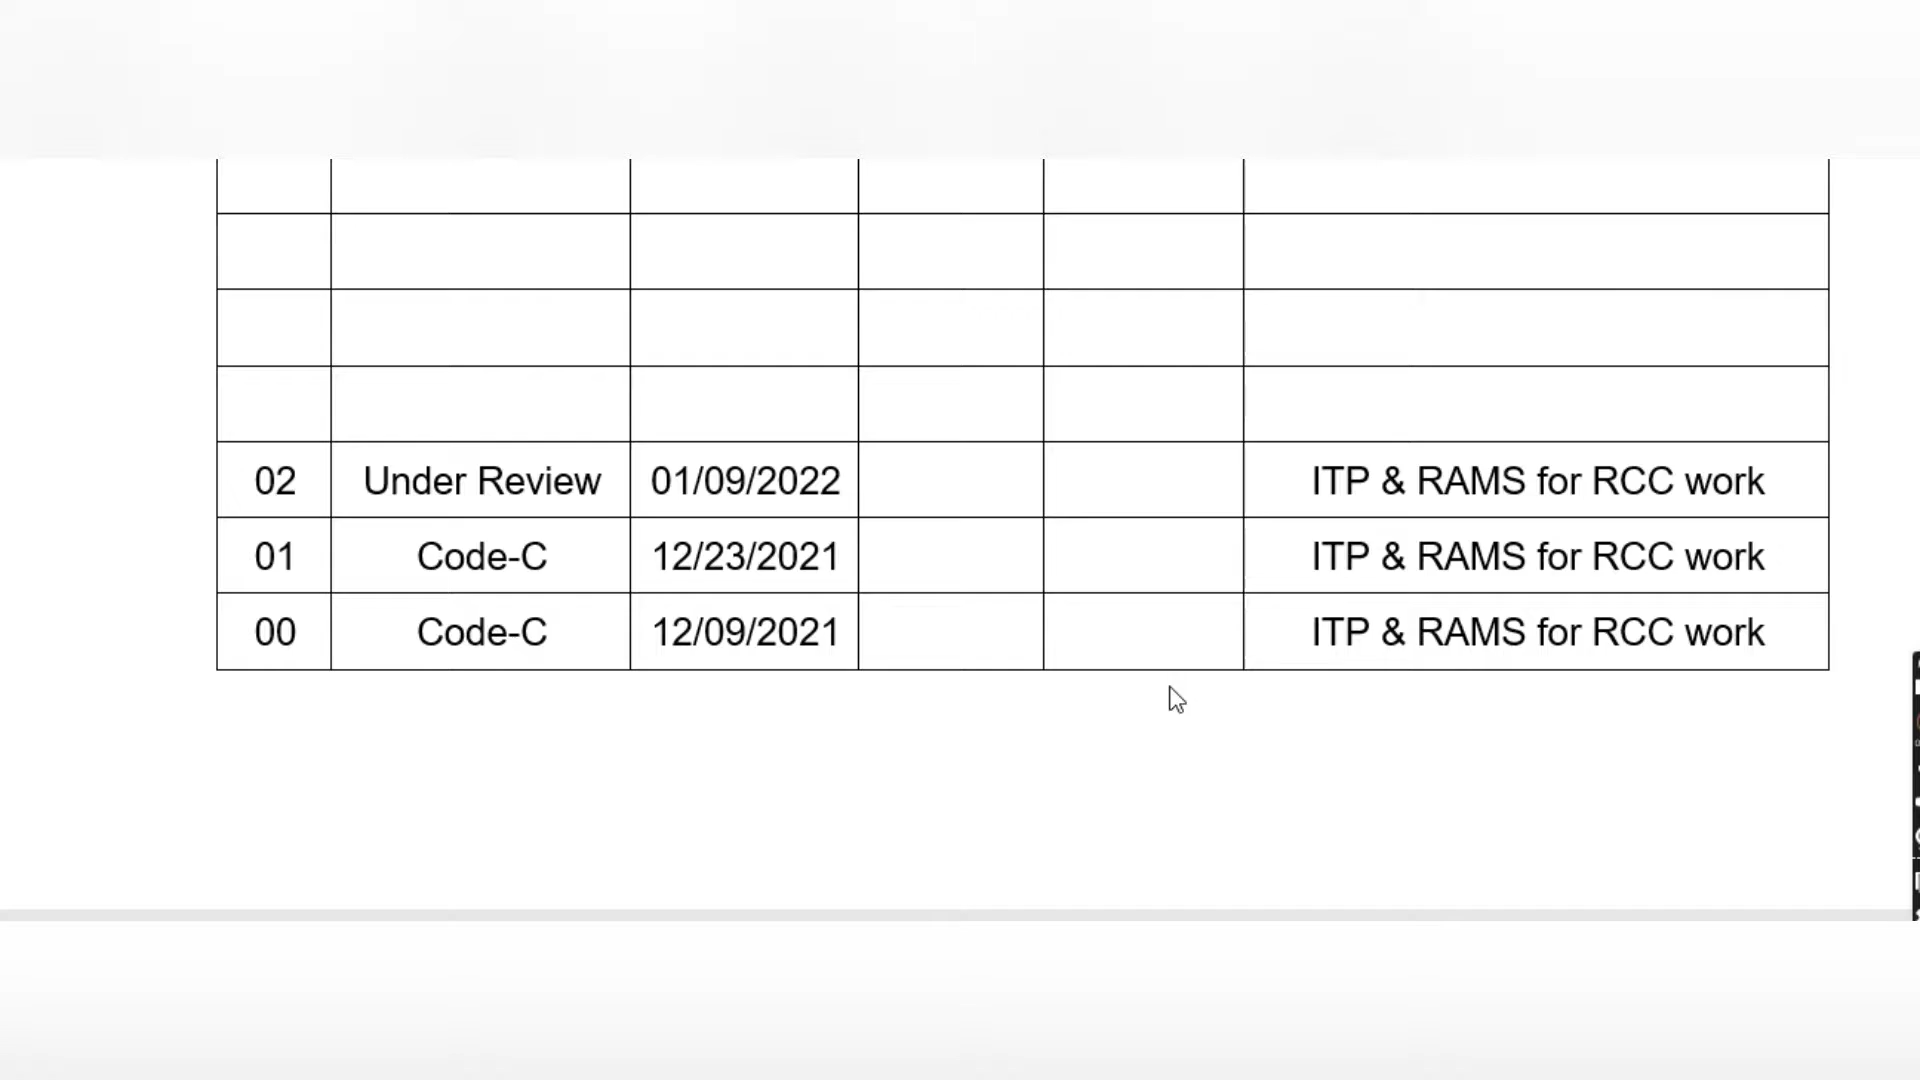 02 Under Review 01/09/2022 ITP & RAMS for RCC work
01 Code-C 12/23/2021 ITP & RAMS for RCC work
00 Code-C 12/09/2021 ITP & RAMS for RCC work